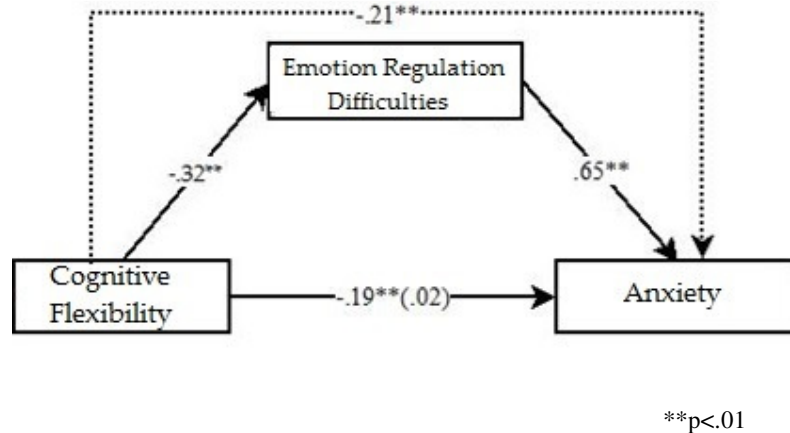 -.21**
Emotion Regulation
Difficulties
-.32**
.65**
Cognitive
Flexibility
-.19**(.02)
Anxiety
**p<.01